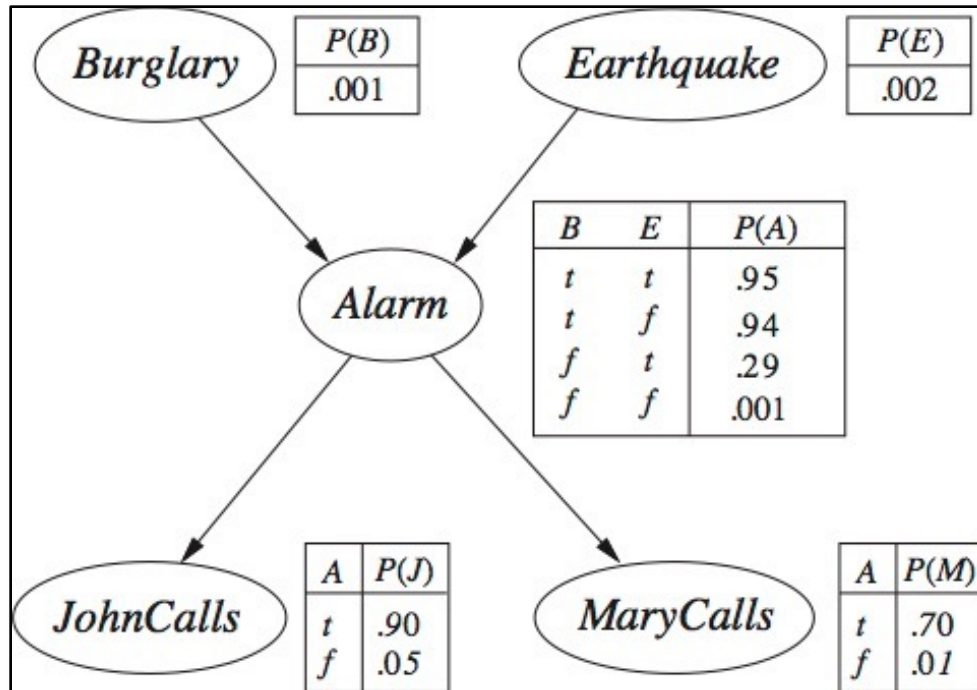 Burglary
P(B)
.001
Earthquake
P(E)
.002
Alarm
B E P(A)
t t .95
t f .94
f t .29
f f .001
JohnCalls
A P(J)
t .90
f .05
MaryCalls
A P(M)
t .70
f .01